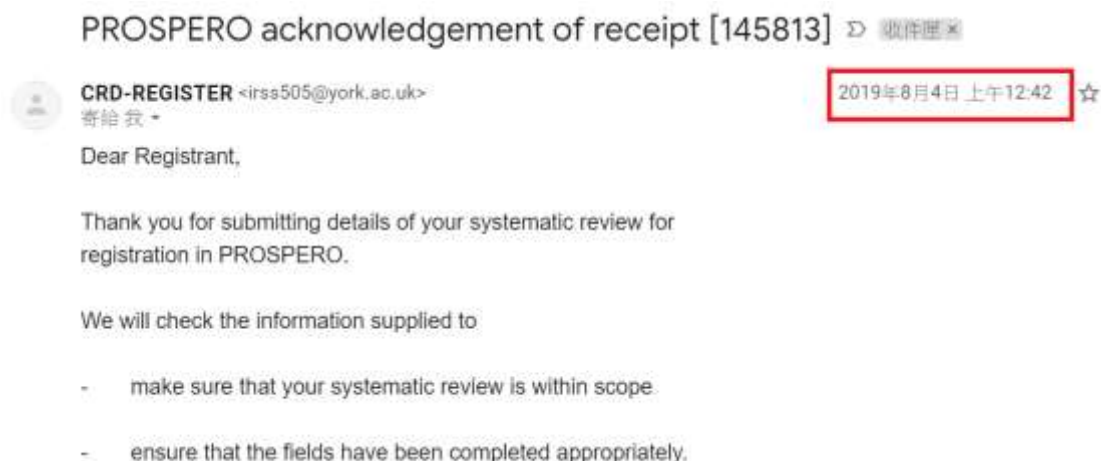 PROSPERO acknowledgement of receipt [145813] 收件匣 ×
CRD-REGISTER <irss505@york.ac.uk>
2019年8月4日 上午12:42
寄給 我
Dear Registrant,
Thank you for submitting details of your systematic review for
registration in PROSPERO.
We will check the information supplied to
- make sure that your systematic review is within scope
- ensure that the fields have been completed appropriately.